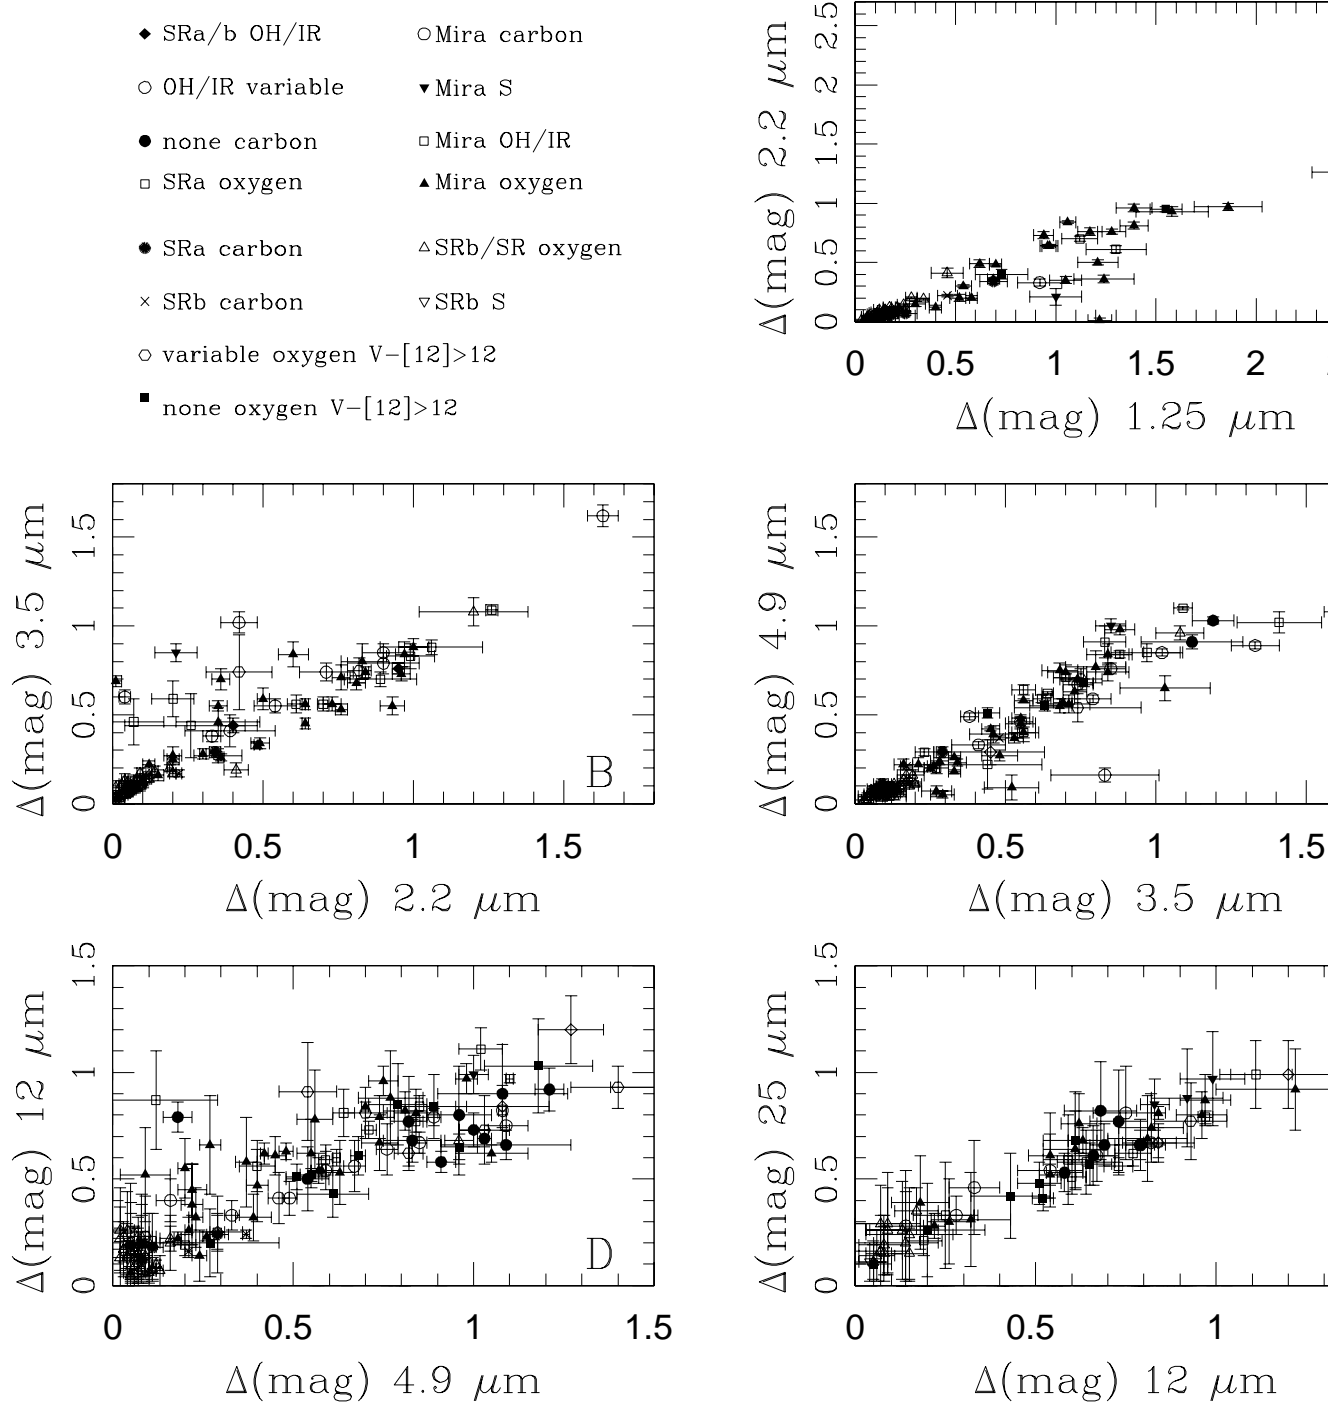 SRa/b OH/IR
Mira carbon
OH/IR variable
Mira S
none carbon
Mira OH/IR
SRa oxygen
Mira oxygen
SRa carbon
SRb/SR oxygen
SRb carbon
SRb S
variable oxygen V-[12]>12
none oxygen V-[12]>12
Δ(mag) 2.2 μm
0 0.5 1 1.5 2 2.5
0 0.5 1 1.5 2
Δ(mag) 1.25 μm
Δ(mag) 3.5 μm
0 0.5 1 1.5
B
0 0.5 1 1.5
Δ(mag) 2.2 μm
Δ(mag) 4.9 μm
0 0.5 1 1.5
0 0.5 1 1.5
Δ(mag) 3.5 μm
Δ(mag) 12 μm
0 0.5 1 1.5
D
0 0.5 1 1.5
Δ(mag) 4.9 μm
Δ(mag) 25 μm
0 0.5 1 1.5
0 0.5 1
Δ(mag) 12 μm